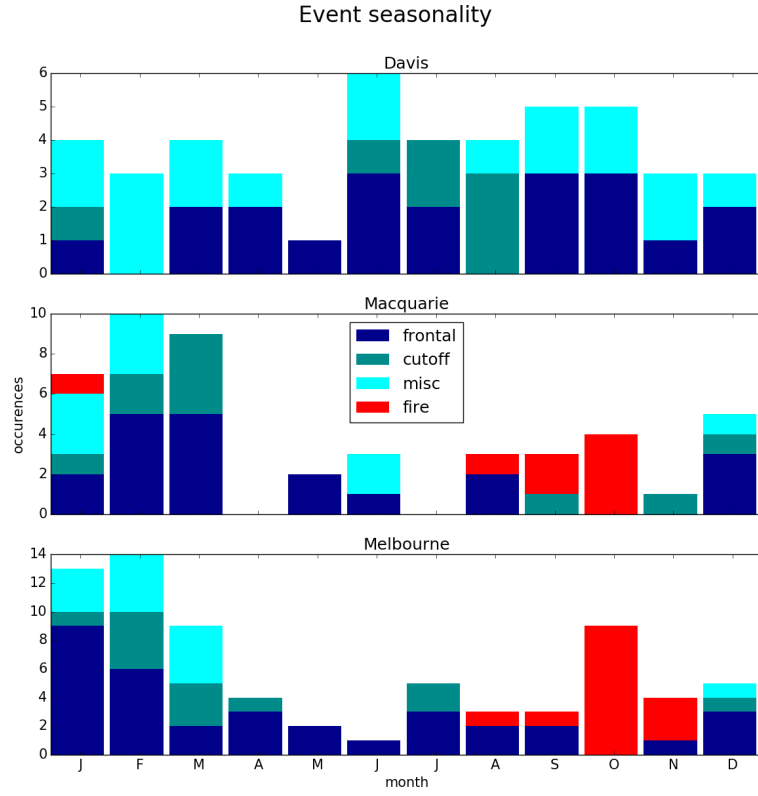 Event seasonality
Davis
6
5
4
3
2
1
0
Macquarie
10
8
6
4
2
0
frontal
cutoff
misc
fire
occurences
Melbourne
14
12
10
8
6
4
2
0
J F M A M J J A S O N D
month